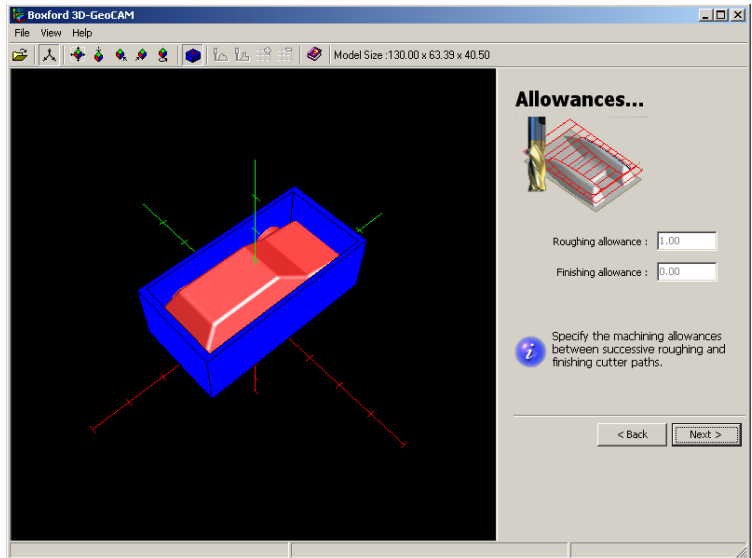 Boxford 3D-GeoCAM
File View Help
Model Size :130.00 x 63.39 x 40.50
Allowances...
Roughing allowance : 1.00
Finishing allowance : 0.00
Specify the machining allowances
between successive roughing and
finishing cutter paths.
< Back Next >